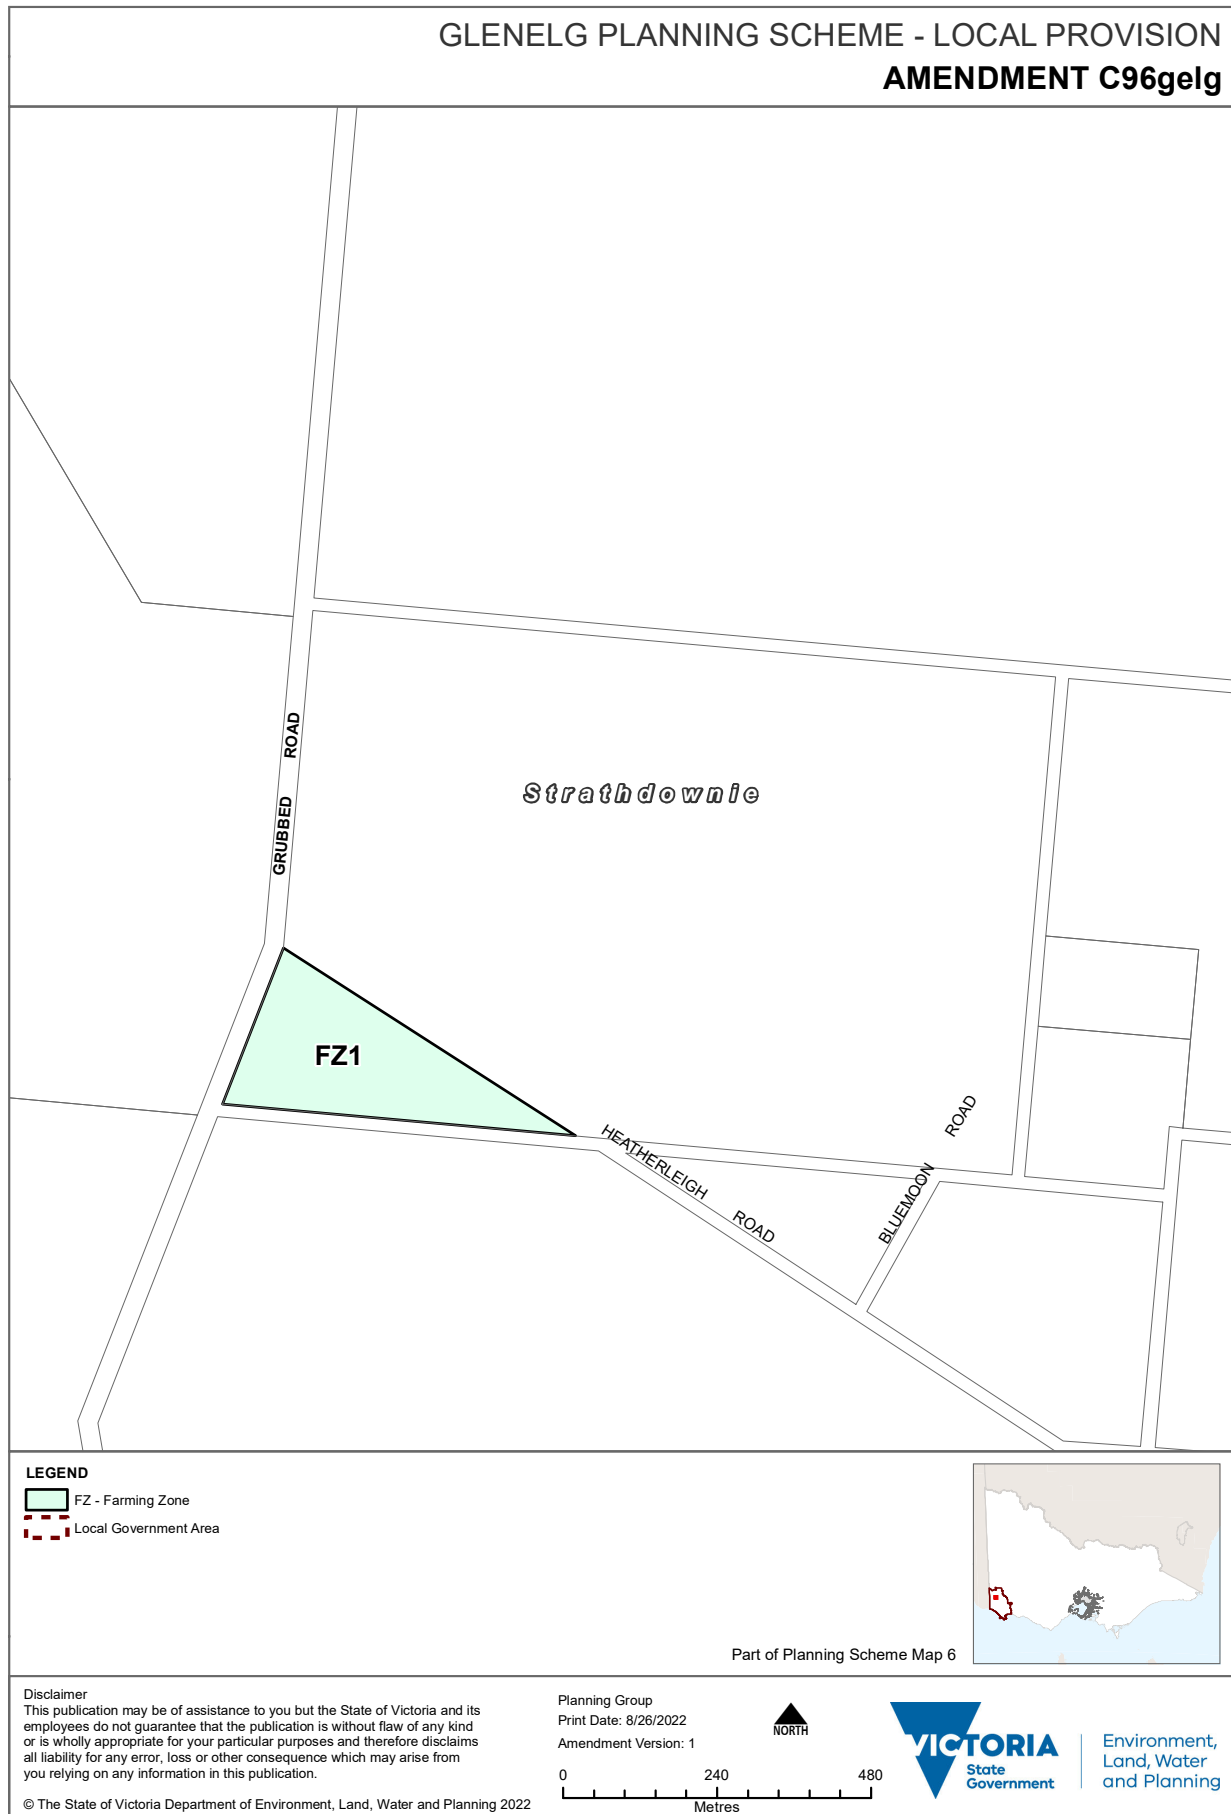 GLENELG PLANNING SCHEME - LOCAL PROVISION
AMENDMENT C96gelg
GRUBBED ROAD
Strathdownie
FZ1
HEATHERLEIGH ROAD
BLUEMOON ROAD
LEGEND
FZ - Farming Zone
Local Government Area
Part of Planning Scheme Map 6
Disclaimer
This publication may be of assistance to you but the State of Victoria and its
employees do not guarantee that the publication is without flaw of any kind
or is wholly appropriate for your particular purposes and therefore disclaims
all liability for any error, loss or other consequence which may arise from
you relying on any information in this publication.
© The State of Victoria Department of Environment, Land, Water and Planning 2022
Planning Group
Print Date: 8/26/2022
Amendment Version: 1
NORTH
0 240 480
Metres
VICTORIA
State
Government
Environment,
Land, Water
and Planning